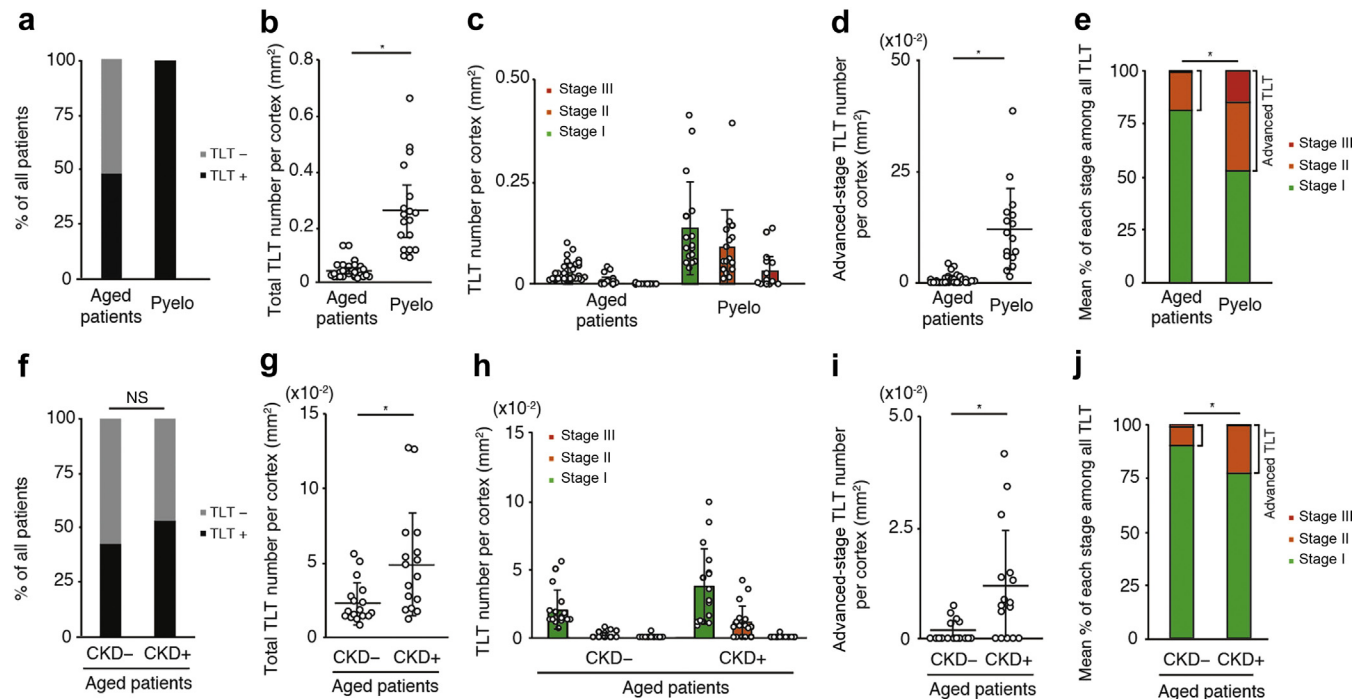 a
% of all patients
100
75
50
25
0
Aged
patients
Pyelo
TLT –
TLT +
b
Total TLT number per cortex (mm²)
0.8
0.6
0.4
0.2
0
*
Aged
patients
Pyelo
c
TLT number per cortex (mm²)
0.50
0.25
0
Stage III
Stage II
Stage I
Aged
patients
Pyelo
d
(x10-2)
Advanced-stage TLT number
per cortex (mm²)
50
25
0
*
Aged
patients
Pyelo
e
Mean % of each stage among all TLT
100
75
50
25
0
*
Advanced TLT
Stage III
Stage II
Stage I
Aged
patients
Pyelo
f
NS
% of all patients
100
75
50
25
0
TLT –
TLT +
CKD– CKD+
Aged patients
g
(x10-2)
Total TLT number per cortex (mm²)
15
10
5
0
*
CKD– CKD+
Aged patients
h
(x10-2)
TLT number per cortex (mm²)
15
10
5
0
Stage III
Stage II
Stage I
CKD– CKD+
Aged patients
i
(x10-2)
Advanced-stage TLT number
per cortex (mm²)
5.0
2.5
0
*
CKD– CKD+
Aged patients
j
Mean % of each stage among all TLT
100
75
50
25
0
*
Advanced TLT
Stage III
Stage II
Stage I
CKD– CKD+
Aged patients